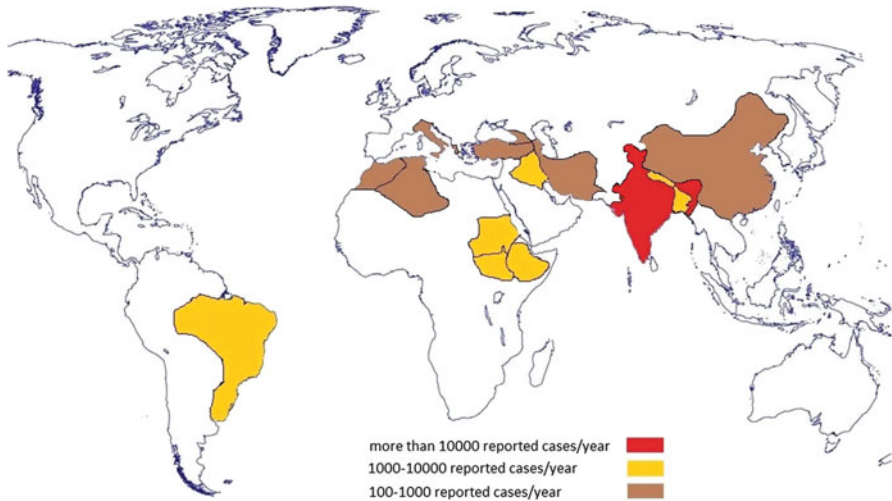 more than 10000 reported cases/year
1000-10000 reported cases/year
100-1000 reported cases/year